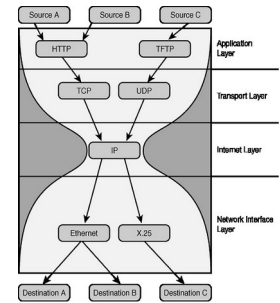 Source A
Source B
Source C
HTTP
TFTP
Application
Layer
TCP
UDP
Transport Layer
IP
Internet Layer
Ethernet
X.25
Network Interface
Layer
Destination A
Destination B
Destination C